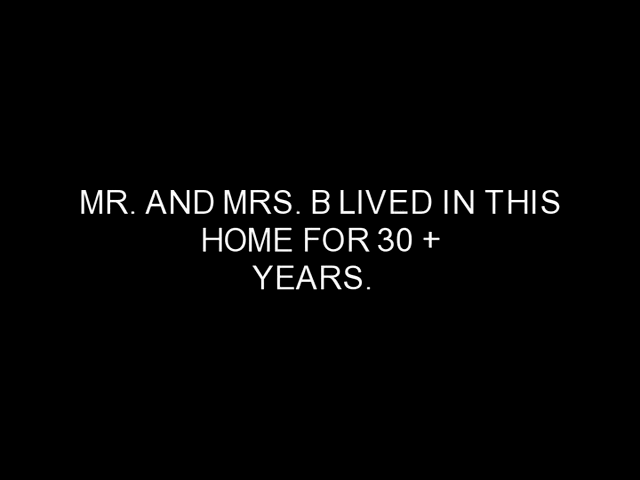 MR. AND MRS. B LIVED IN THIS
HOME FOR 30 +
YEARS.